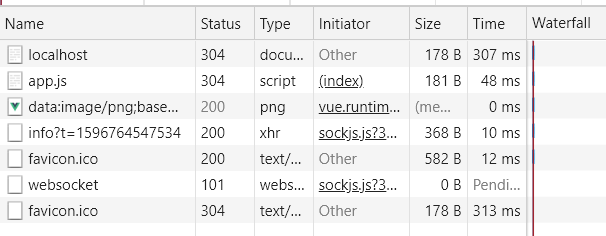 Name Status Type Initiator Size Time Waterfall
localhost 304 docu... Other 178 B 307 ms
app.js 304 script (index) 181 B 48 ms
data:image/png;base... 200 png vue.runtim... (me... 0 ms
info?t=1596764547534 200 xhr sockjs.js?3... 368 B 10 ms
favicon.ico 200 text/... Other 582 B 12 ms
websocket 101 webs... sockjs.js?3... 0 B Pendi...
favicon.ico 304 text/... Other 178 B 313 ms